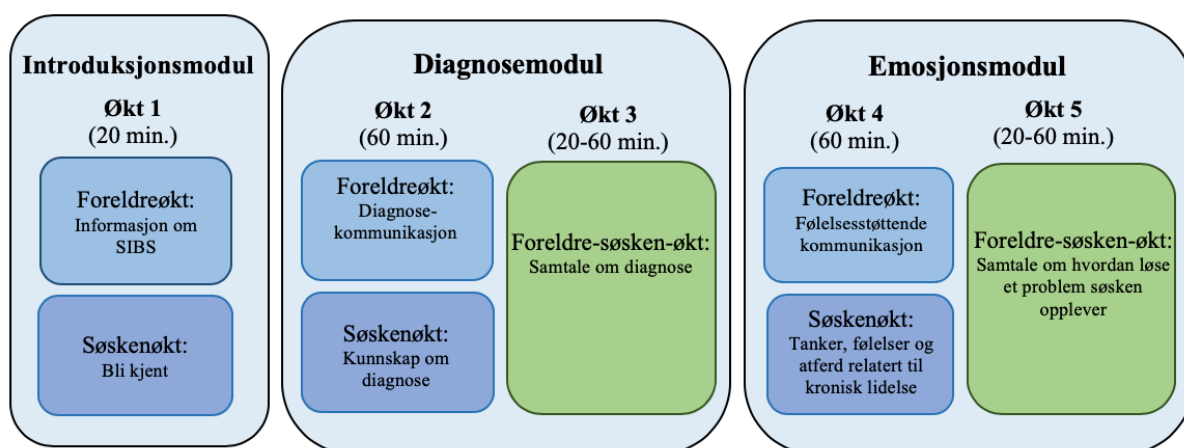 Introduksjonsmodul
Økt 1
(20 min.)
Foreldreøkt:
Informasjon om
SIBS
Søskenøkt:
Bli kjent
Diagnosemodul
Økt 2
(60 min.)
Foreldreøkt:
Diagnose-
kommunikasjon
Søskenøkt:
Kunnskap om
diagnose
Økt 3
(20-60 min.)
Foreldre-søsken-økt:
Samtale om diagnose
Emosjonsmodul
Økt 4
(60 min.)
Foreldreøkt:
Følelsesstøttende
kommunikasjon
Søskenøkt:
Tanker, følelser og
atferd relatert til
kronisk lidelse
Økt 5
(20-60 min.)
Foreldre-søsken-økt:
Samtale om hvordan løse
et problem søsken
opplever